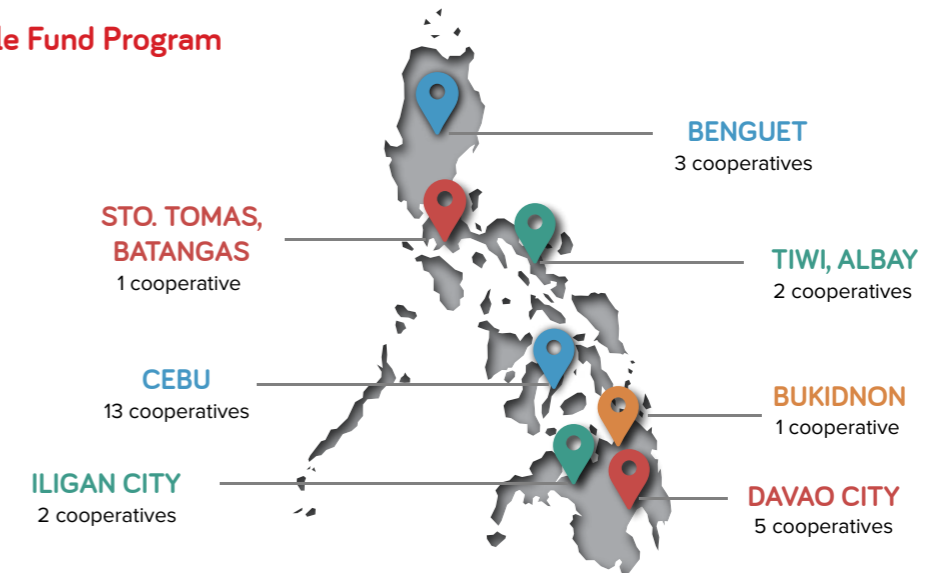 Fund Program
BENGUET
3 cooperatives
STO. TOMAS,
BATANGAS
1 cooperative
TIWI, ALBAY
2 cooperatives
CEBU
13 cooperatives
BUKIDNON
1 cooperative
ILIGAN CITY
2 cooperatives
DAVAO CITY
5 cooperatives